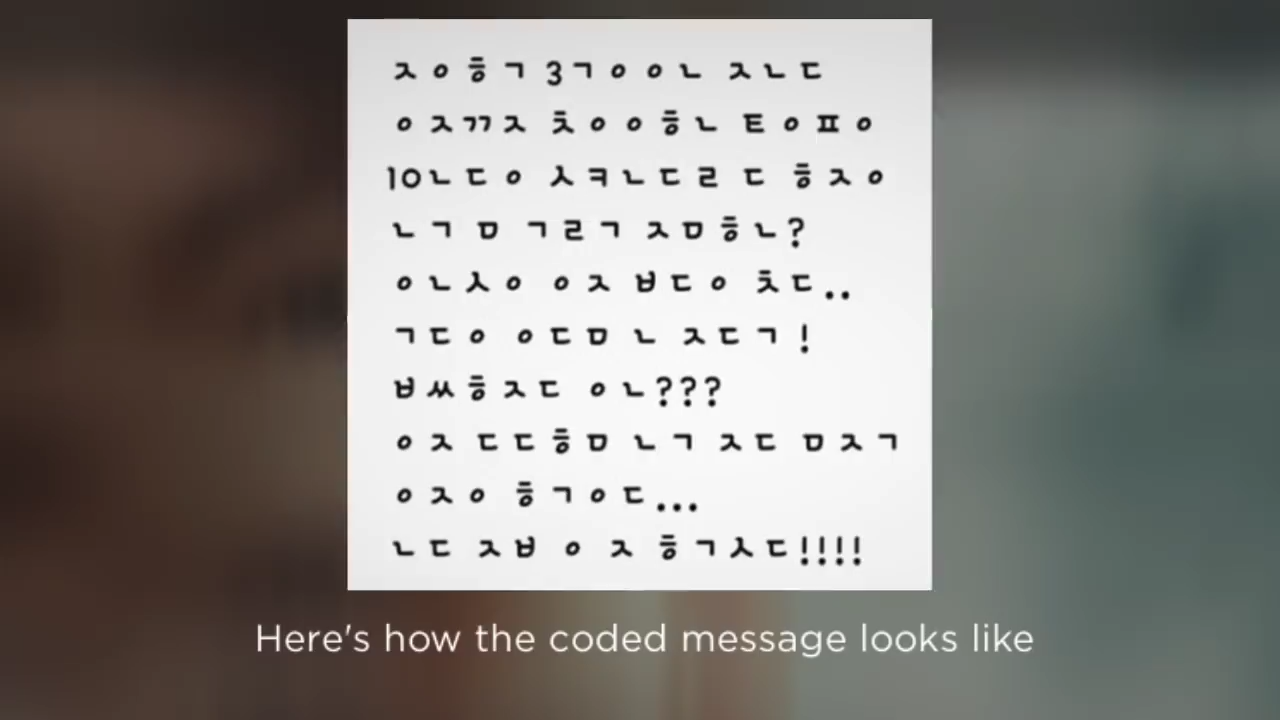 ㅈㅇㅎㄱ 3ㄱㅇㅇㄴ ㅈㄴㄷ
ㅇㅈㄲㅈ ㅊㅇㅇㅎㄴ ㅌㅇㅍㅇ
10ㄴㄷㅇ ㅅㅋㄴㄷㄹ ㄷ ㅎㅈㅇ
ㄴㄱ ㅁ ㄱㄹㄱ ㅈㅁㅎㄴ?
ㅇㄴㅅㅇ ㅇㅈ ㅂㄷㅇ ㅊㄷ..
ㄱㄷㅇ ㅇㄷㅁ ㄴ ㅈㄷㄱ!
ㅂㅆㅎㅈㄷ ㅇㄴ???
ㅇㅈ ㄷㄷㅎㅁ ㄴㄱ ㅈㄷ ㅁㅈㄱ
ㅇㅈㅇ ㅎㄱㅇㄷ...
ㄴㄷ ㅈㅂ ㅇ ㅈ ㅎㄱㅅㄷ!!!!
Here's how the coded message looks like